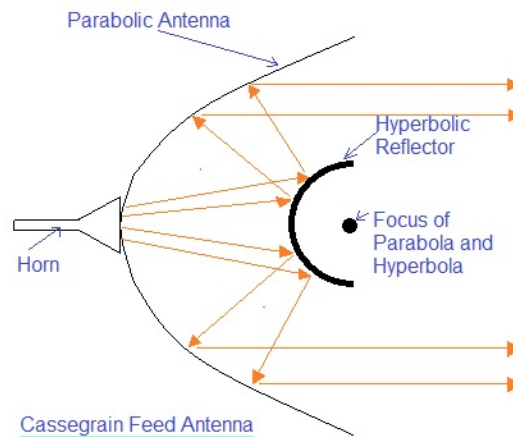 Parabolic Antenna
Hyperbolic
Reflector
Focus of
Parabola and
Hyperbola
Horn
Cassegrain Feed Antenna